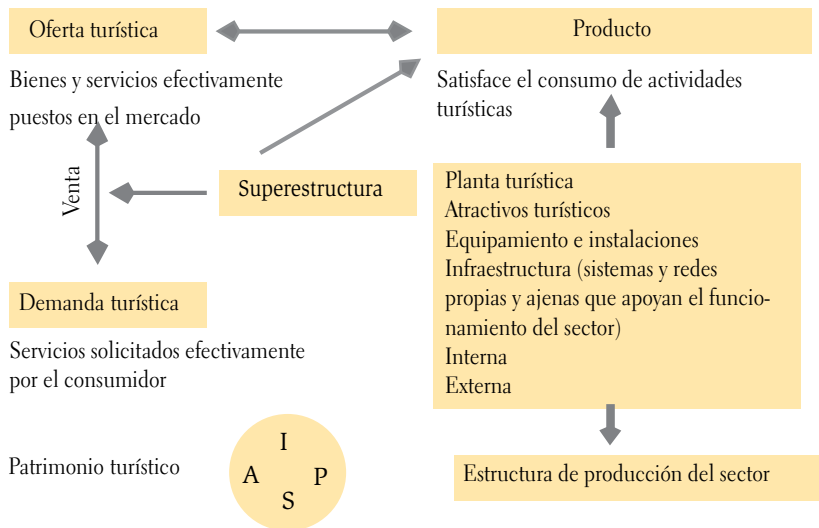 Oferta turística
Producto
Bienes y servicios efectivamente
puestos en el mercado
Satisface el consumo de actividades
turísticas
Venta
Superestructura
Planta turística
Atractivos turísticos
Equipamiento e instalaciones
Infraestructura (sistemas y redes
propias y ajenas que apoyan el funcio-
namiento del sector)
Interna
Externa
Demanda turística
Servicios solicitados efectivamente
por el consumidor
Patrimonio turístico
I
A
P
S
Estructura de producción del sector